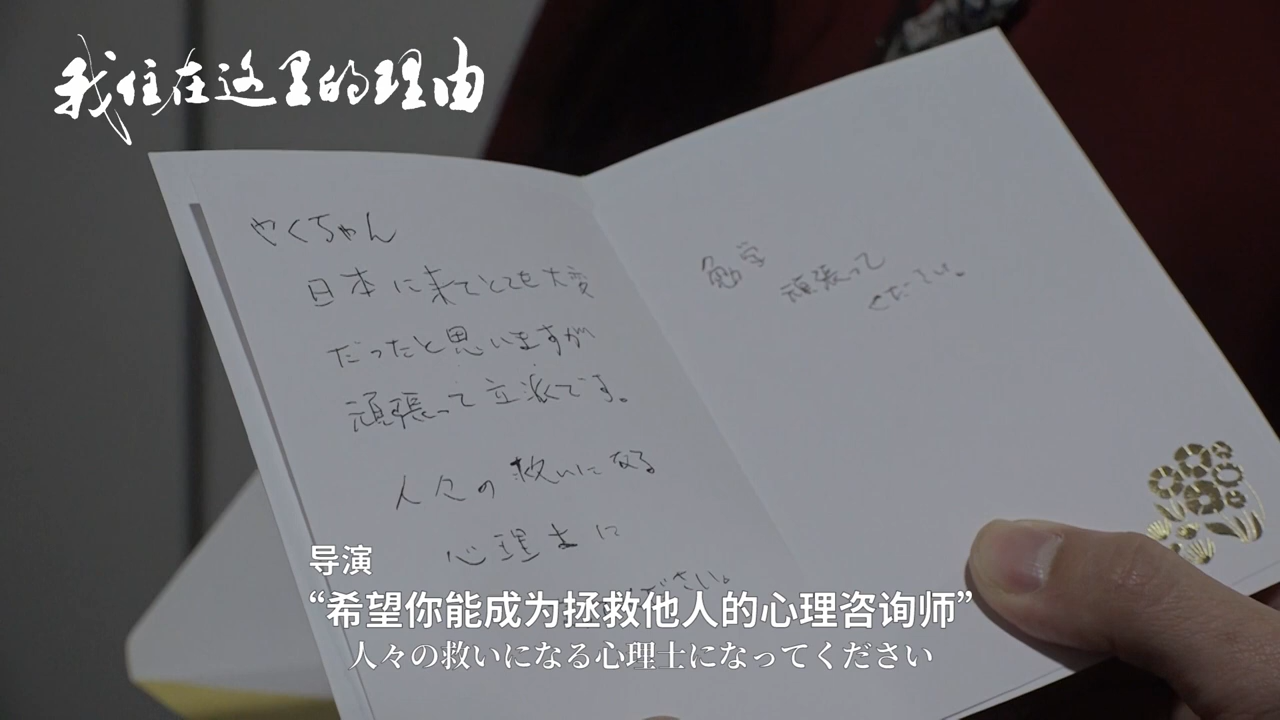 我住在这里的理由
やくちゃん
日本に来てとても大変
だったと思いますが
頑張って立派です。
人々の救いになる
心理士に
ださい。
勉学
頑張って
ください。
导演
“希望你能成为拯救他人的心理咨询师”
人々の救いになる心理士になってください